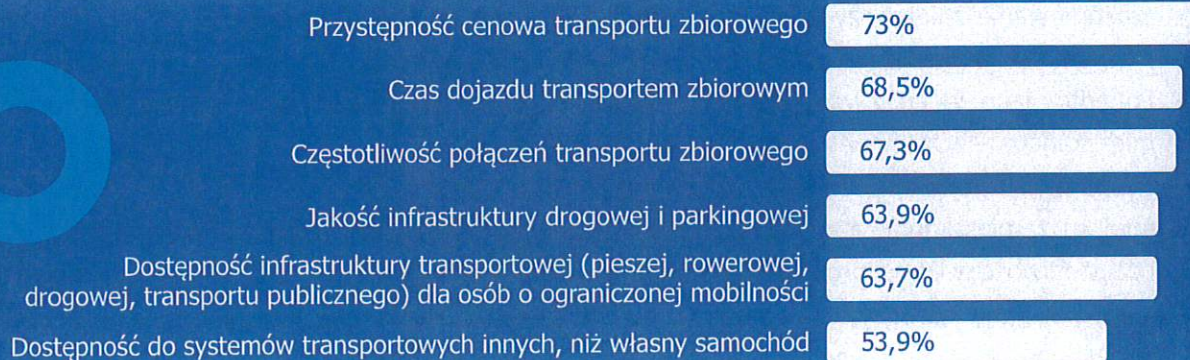 Przystępność cenowa transportu zbiorowego 73%
Czas dojazdu transportem zbiorowym 68,5%
Częstotliwość połączeń transportu zbiorowego 67,3%
Jakość infrastruktury drogowej i parkingowej 63,9%
Dostępność infrastruktury transportowej (pieszej, rowerowej,
drogowej, transportu publicznego) dla osób o ograniczonej mobilności 63,7%
Dostępność do systemów transportowych innych, niż własny samochód 53,9%